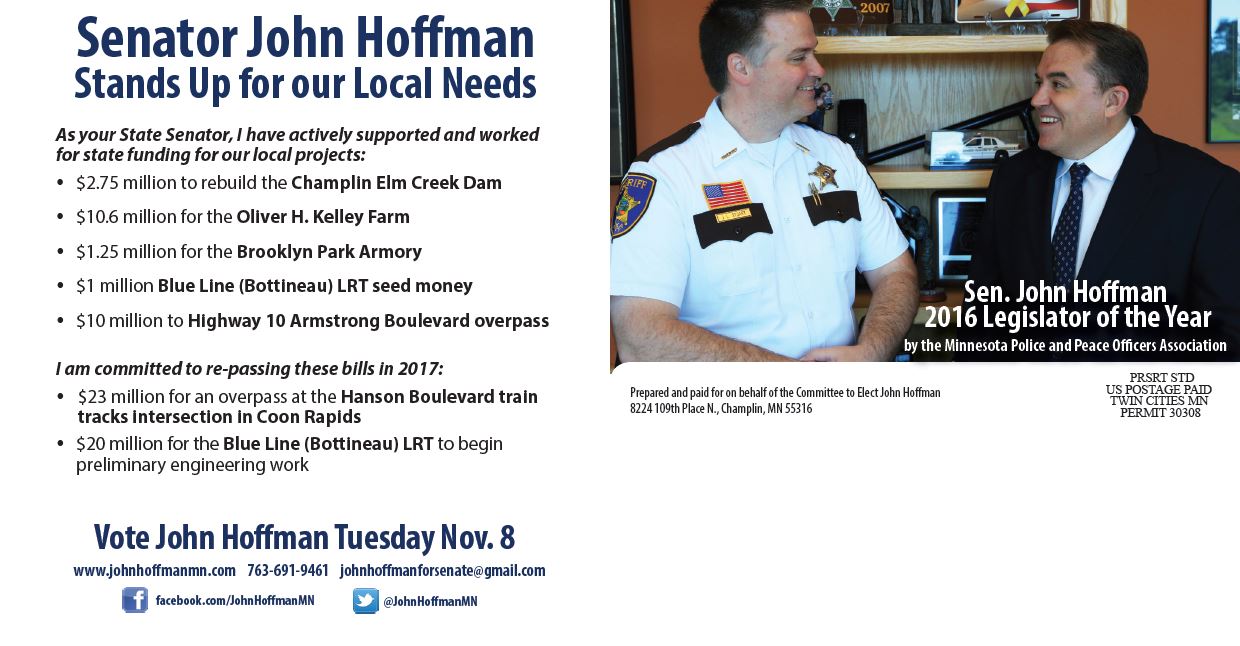 Senator John Hoffman
Stands Up for our Local Needs
As your State Senator, I have actively supported and worked
for state funding for our local projects:
• $2.75 million to rebuild the Champlin Elm Creek Dam
• $10.6 million for the Oliver H. Kelley Farm
• $1.25 million for the Brooklyn Park Armory
• $1 million Blue Line (Bottineau) LRT seed money
• $10 million to Highway 10 Armstrong Boulevard overpass
I am committed to re-passing these bills in 2017:
• $23 million for an overpass at the Hanson Boulevard train
tracks intersection in Coon Rapids
• $20 million for the Blue Line (Bottineau) LRT to begin
preliminary engineering work
Vote John Hoffman Tuesday Nov. 8
www.johnhoffmanmn.com 763-691-9461 johnhoffmanforsenate@gmail.com
f facebook.com/JohnHoffmanMN @JohnHoffmanMN
2007
RIFF
Sen. John Hoffman
2016 Legislator of the Year
by the Minnesota Police and Peace Officers Association
Prepared and paid for on behalf of the Committee to Elect John Hoffman
8224 109th Place N., Champlin, MN 55316
PRSRT STD
US POSTAGE PAID
TWIN CITIES MN
PERMIT 30308